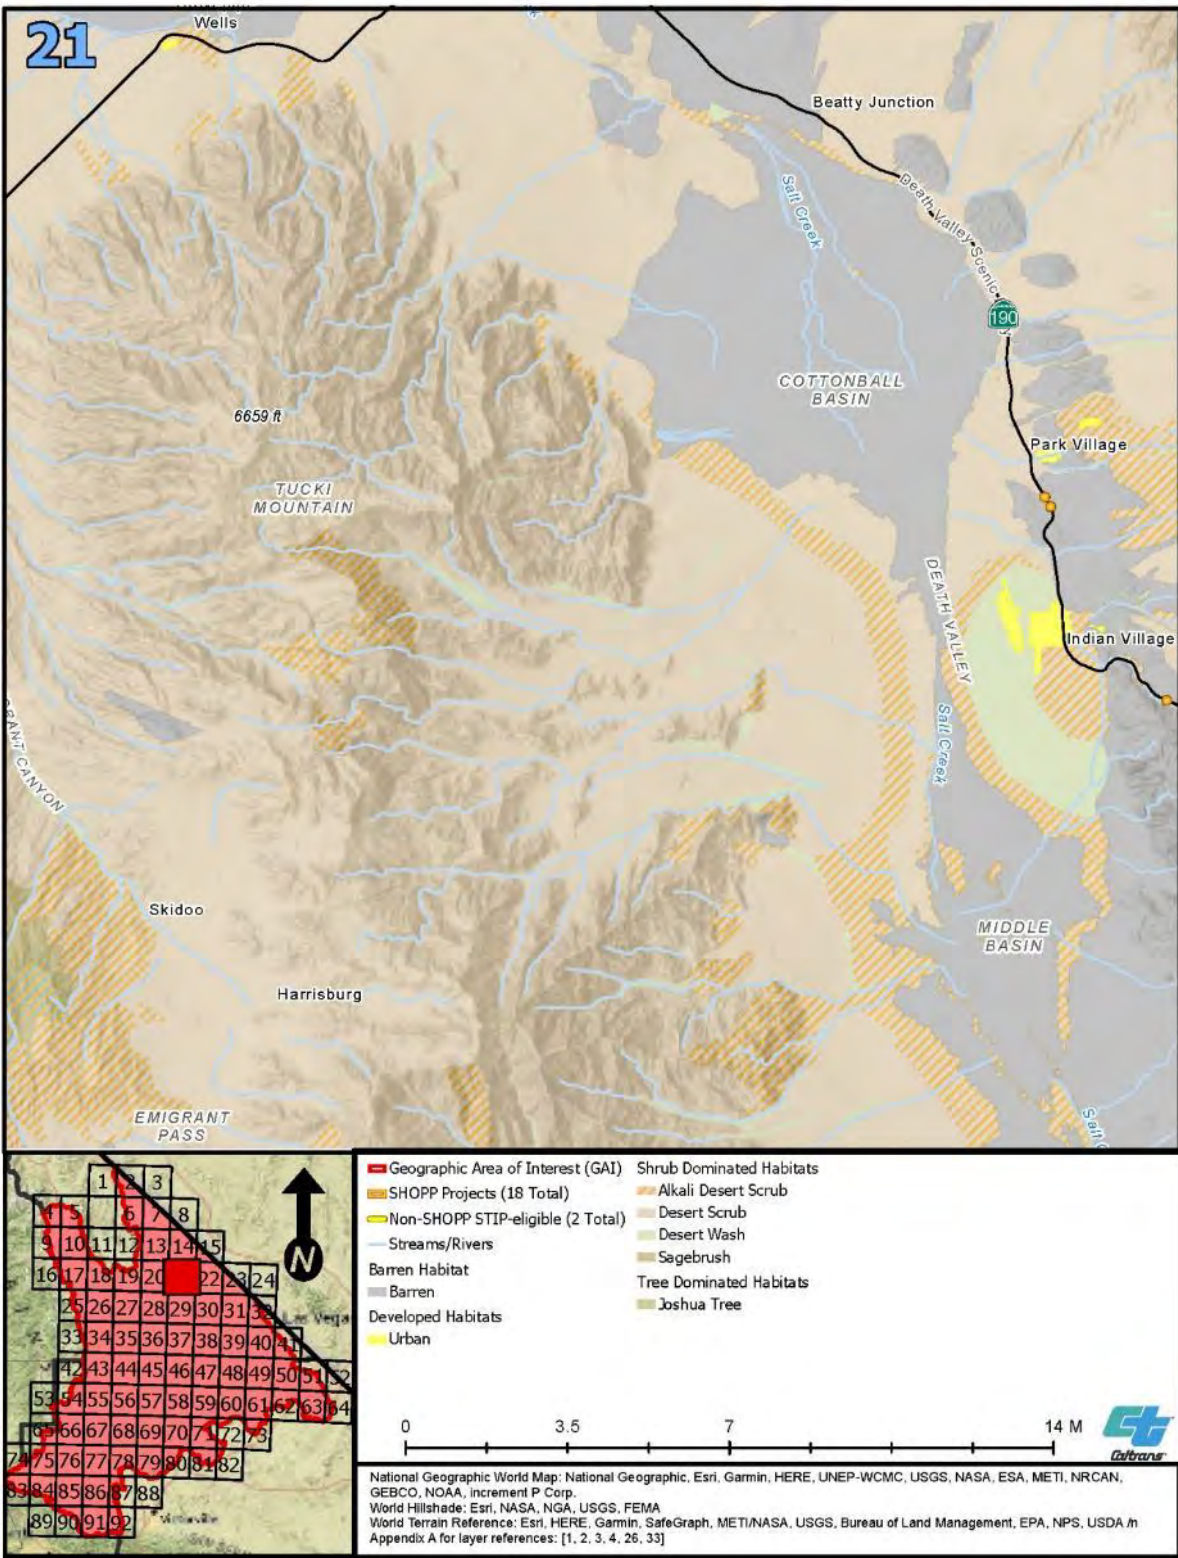 21
Wells
Beatty Junction
Salt Creek
Death Valley Scenic
190
COTTONBALL
BASIN
6659 ft
Park Village
TUCKI
MOUNTAIN
DEATH VALLEY
Indian Village
Salt Creek
CANYON
Skidoo
MIDDLE
BASIN
Harrisburg
EMIGRANT
PASS
Salt
1 2 3
4 5 6 7 8
9 10 11 12 13 14 15
16 17 18 19 20 22 23 24
25 26 27 28 29 30 31 32
Las Vega
33 34 35 36 37 38 39 40 41
42 43 44 45 46 47 48 49 50 51 52
53 54 55 56 57 58 59 60 61 62 63 64
65 66 67 68 69 70 71 72 73
74 75 76 77 78 79 80 81 82
83 84 85 86 87 88
89 90 91 92
N
Geographic Area of Interest (GAI)
SHOPP Projects (18 Total)
Non-SHOPP STIP-eligible (2 Total)
Streams/Rivers
Barren Habitat
Barren
Developed Habitats
Urban
Shrub Dominated Habitats
Alkali Desert Scrub
Desert Scrub
Desert Wash
Sagebrush
Tree Dominated Habitats
Joshua Tree
0 3.5 7 14 M
Caltrans
National Geographic World Map: National Geographic, Esri, Garmin, HERE, UNEP-WCMC, USGS, NASA, ESA, METI, NRCAN,
GEBCO, NOAA, increment P Corp.
World Hillshade: Esri, NASA, NGA, USGS, FEMA
World Terrain Reference: Esri, HERE, Garmin, SafeGraph, METI/NASA, USGS, Bureau of Land Management, EPA, NPS, USDA /n
Appendix A for layer references: [1, 2, 3, 4, 26, 33]